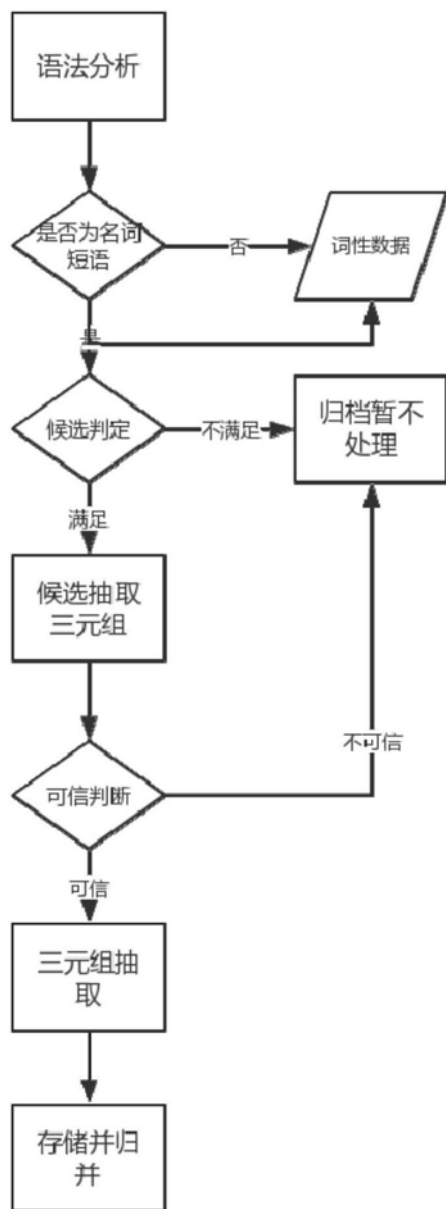 语法分析
是否为名词
短语
否
词性数据
是
候选判定
不满足
归档暂不
处理
满足
候选抽取
三元组
不可信
可信判断
可信
三元组抽
取
存储并归
并